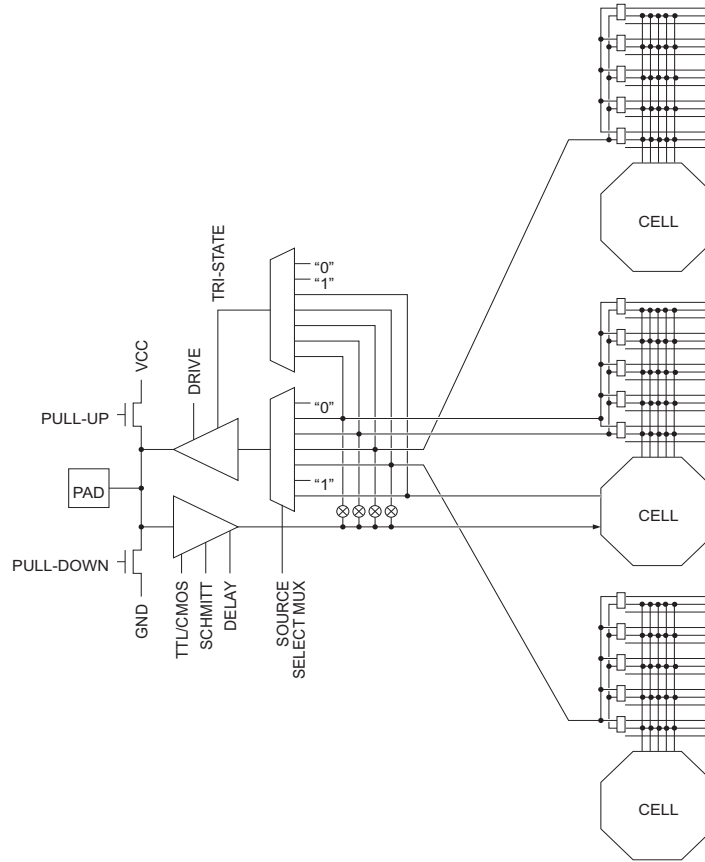 CELL
TRI-STATE
“0”
“1”
VCC
DRIVE
PULL-UP
“0”
PAD
“1”
CELL
PULL-DOWN
GND
TTL/CMOS
SCHMITT
DELAY
SOURCE
SELECT MUX
CELL